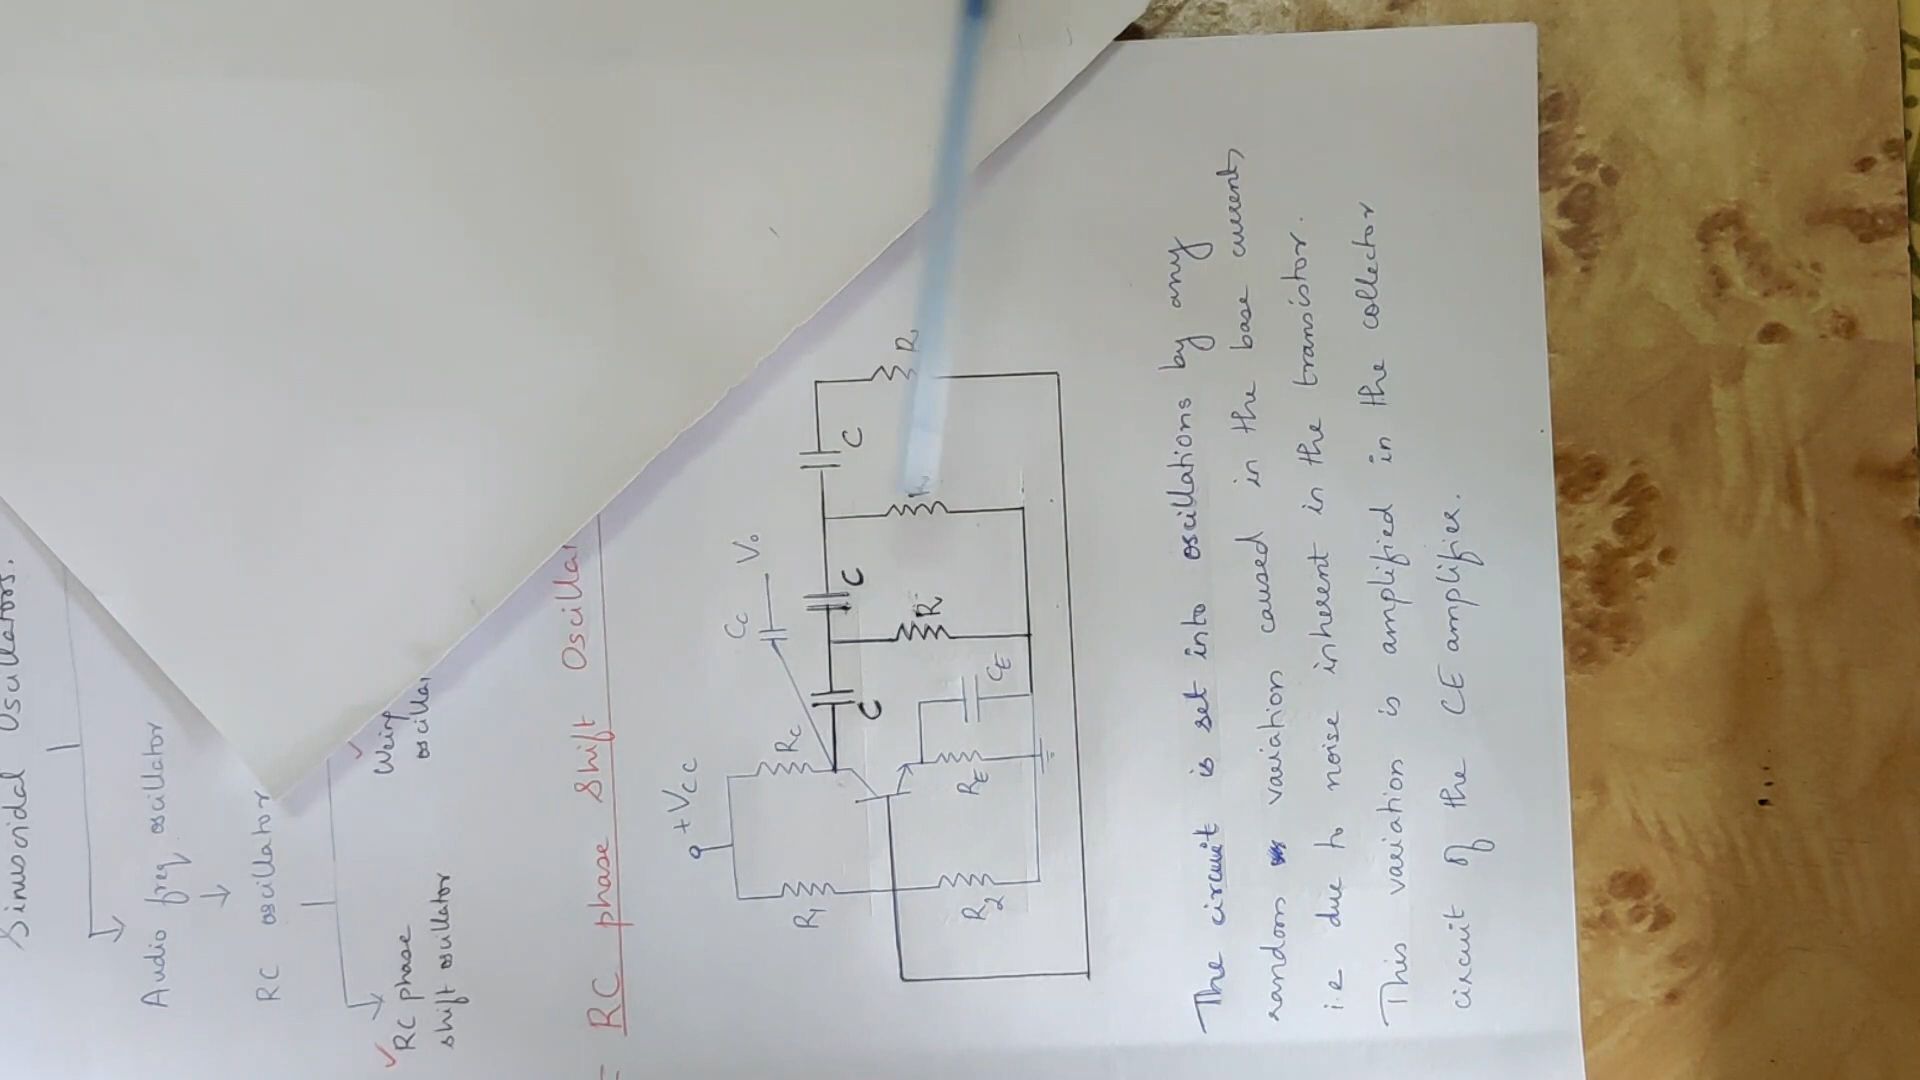 Sinusoidal Oscillators.
Audio freq oscillator
RC oscillator
RC phase
shift oscillator
Wein
oscilla
= RC phase shift Oscilla
+Vcc
R1
Rc
Cc
Vo
C
C
C
R2
RE
CE
R
R
The circuit is set into oscillations by any
random variation caused in the base current,
i.e due to noise inherent in the transistor.
This variation is amplified in the collector
circuit of the CE amplifier.